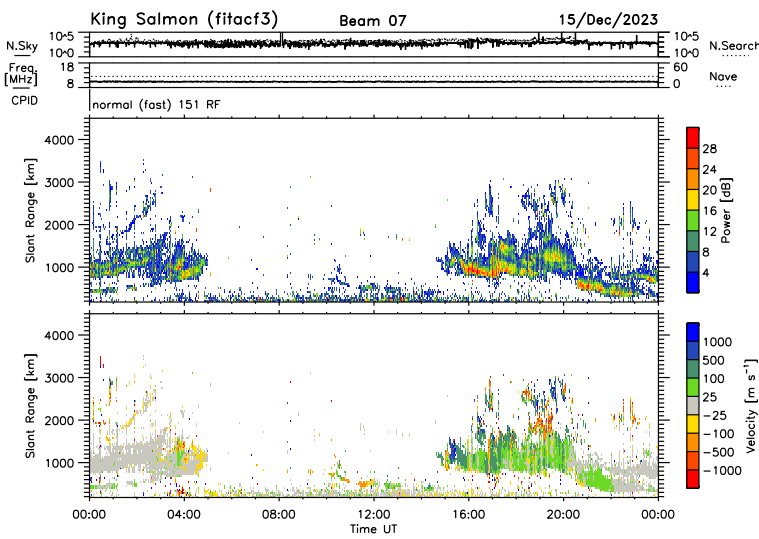 King Salmon (fitacf3) Beam 07 15/Dec/2023
N.Sky 10^5 10^0 10^5 10^0 N.Search
Freq. [MHz] 18 8 60 0 Nave
CPID normal (fast) 151 RF
Slant Range [km] 4000 3000 2000 1000
Power [dB] 28 24 20 16 12 8 4
Slant Range [km] 4000 3000 2000 1000
Velocity [m s^-1] 1000 500 100 25 -25 -100 -500 -1000
00:00 04:00 08:00 12:00 16:00 20:00 00:00
Time UT